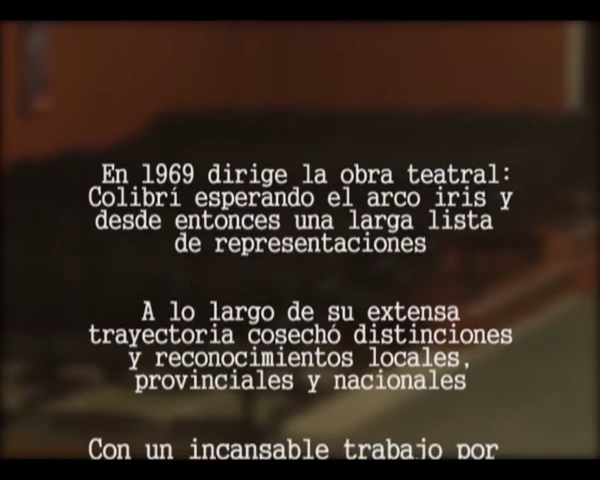 En 1969 dirige la obra teatral:
Colibrí esperando el arco iris y
desde entonces una larga lista
de representaciones
A lo largo de su extensa
trayectoria cosechó distinciones
y reconocimientos locales,
provinciales y nacionales
Con un incansable trabajo por